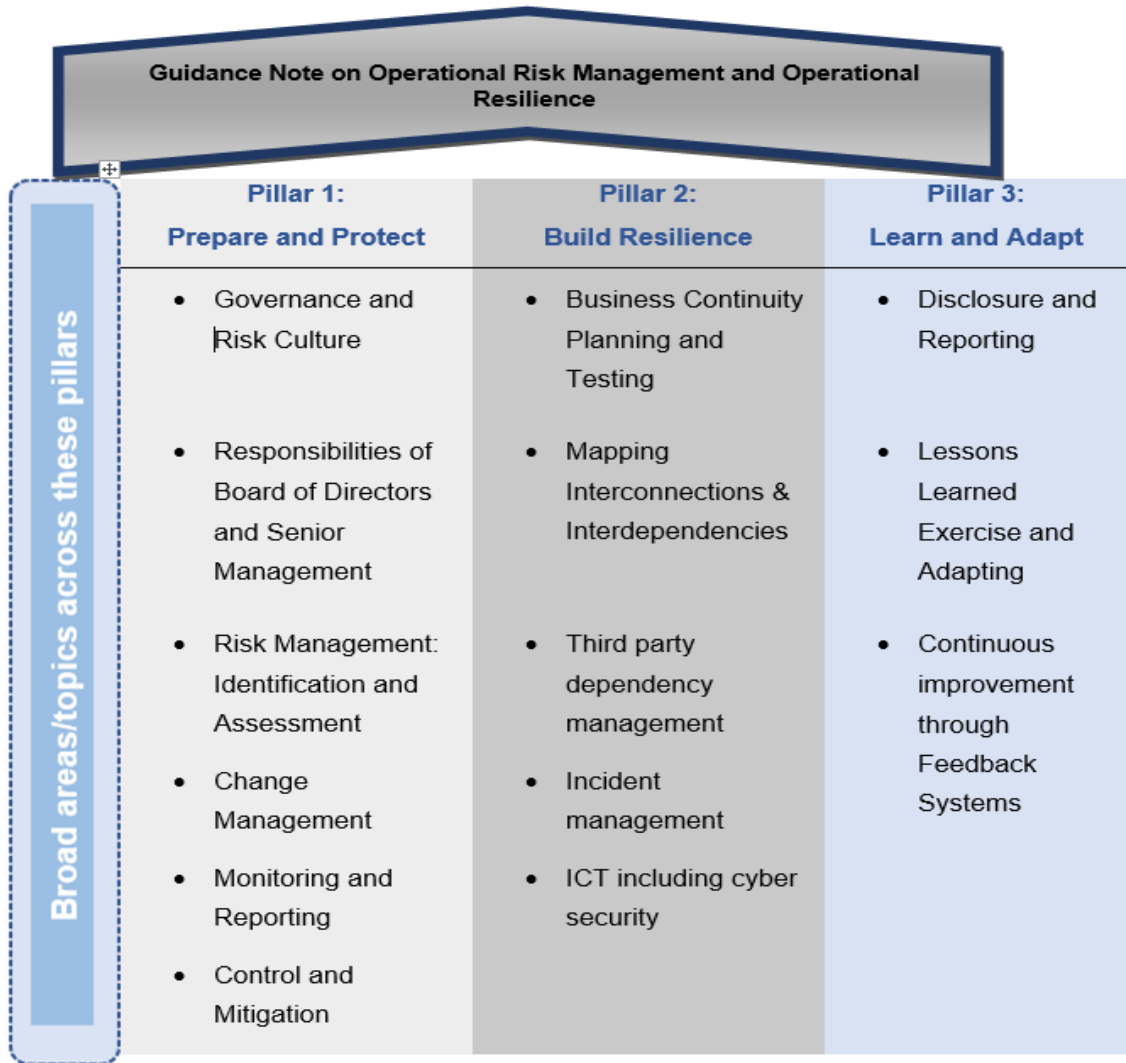 Guidance Note on Operational Risk Management and Operational
Resilience
Broad areas/topics across these pillars
Pillar 1:
Prepare and Protect
• Governance and
Risk Culture
• Responsibilities of
Board of Directors
and Senior
Management
• Risk Management:
Identification and
Assessment
• Change
Management
• Monitoring and
Reporting
• Control and
Mitigation
Pillar 2:
Build Resilience
• Business Continuity
Planning and
Testing
• Mapping
Interconnections &
Interdependencies
• Third party
dependency
management
• Incident
management
• ICT including cyber
security
Pillar 3:
Learn and Adapt
• Disclosure and
Reporting
• Lessons
Learned
Exercise and
Adapting
• Continuous
improvement
through
Feedback
Systems